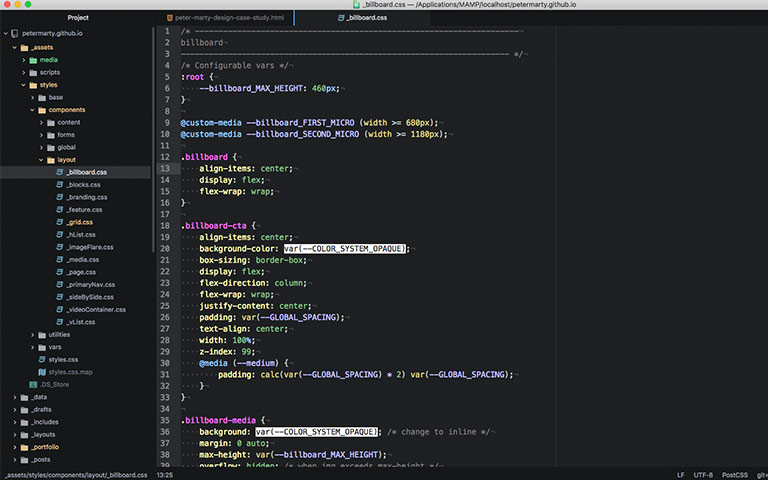 _billboard.css — /Applications/MAMP/localhost/petermarty.github.io
Project
peter-marty-design-case-study.html
_billboard.css
petermarty.github.io
_assets
media
scripts
styles
base
components
content
forms
global
layout
_billboard.css
_blocks.css
_branding.css
_feature.css
_grid.css
_hList.css
_imageFlare.css
_media.css
_page.css
_primaryNav.css
_sideBySide.css
_videoContainer.css
_vList.css
utilities
vars
styles.css
styles.css.map
.DS_Store
_data
_drafts
_includes
_layouts
_portfolio
_posts
1 /* ------------------------------------------------------------------------
2 billboard
3 ------------------------------------------------------------------------ */
4 /* Configurable vars */
5 :root {
6 --billboard_MAX_HEIGHT: 460px;
7 }
8
9 @custom-media --billboard_FIRST_MICRO (width >= 680px);
10 @custom-media --billboard_SECOND_MICRO (width >= 1180px);
11
12 .billboard {
13 align-items: center;
14 display: flex;
15 flex-wrap: wrap;
16 }
17
18 .billboard-cta {
19 align-items: center;
20 background-color: var(--COLOR_SYSTEM_OPAQUE);
21 box-sizing: border-box;
22 display: flex;
23 flex-direction: column;
24 flex-wrap: wrap;
25 justify-content: center;
26 padding: var(--GLOBAL_SPACING);
27 text-align: center;
28 width: 100%;
29 z-index: 99;
30 @media (--medium) {
31 padding: calc(var(--GLOBAL_SPACING) * 2) var(--GLOBAL_SPACING);
32 }
33 }
34
35 .billboard-media {
36 background: var(--COLOR_SYSTEM_OPAQUE); /* change to inline */
37 margin: 0 auto;
38 max-height: var(--billboard_MAX_HEIGHT);
39 overflow: hidden; /* when img exceeds max-height */
_assets/styles/components/layout/_billboard.css 13:25
LF UTF-8 PostCSS git+